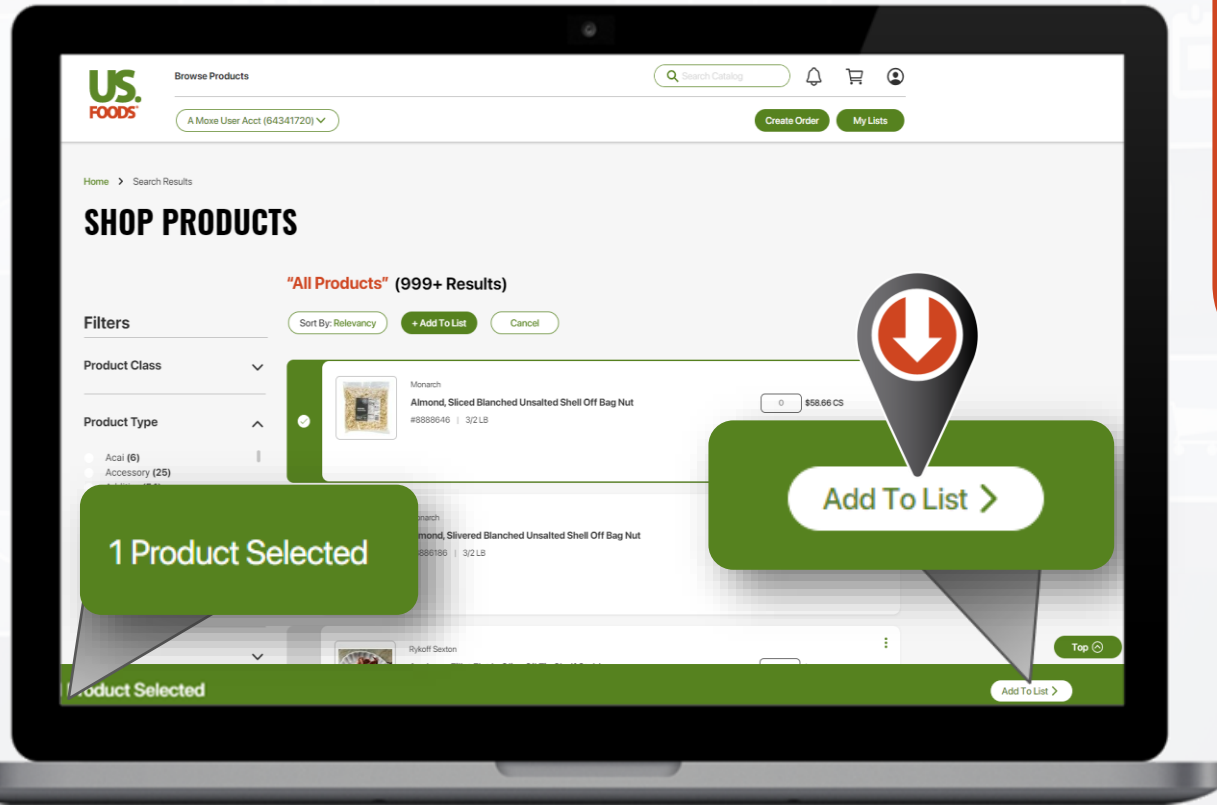 US.
FOODS
Browse Products
Search Catalog
A Moxe User Acct (64341720)
Create Order
My Lists
Home > Search Results
SHOP PRODUCTS
"All Products" (999+ Results)
Filters
Sort By: Relevancy
+ Add To List
Cancel
Product Class
Product Type
Acai (6)
Accessory (25)
Monarch
Almond, Sliced Blanched Unsalted Shell Off Bag Nut
#8888646 | 3/2 LB
0
$58.66 CS
Add To List >
1 Product Selected
Slivered Blanched Unsalted Shell Off Bag Nut
3/2 LB
Rykoff Sexton
Top
Product Selected
Add To List >